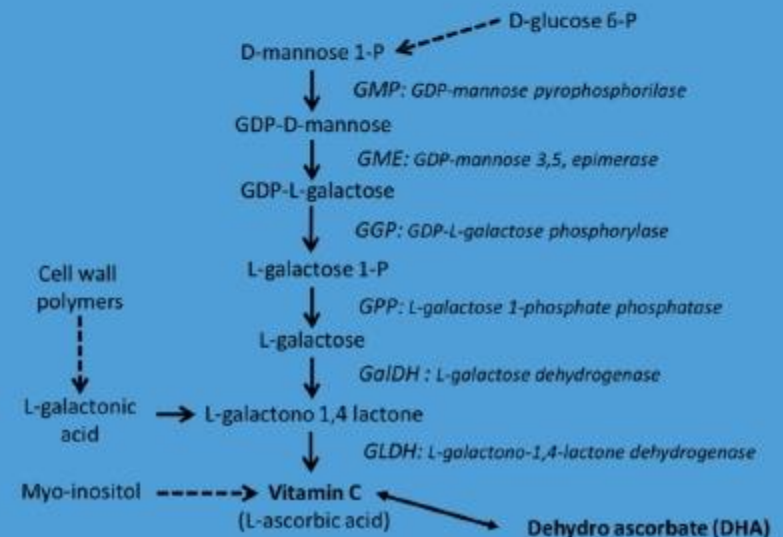 D-glucose 6-P
D-mannose 1-P
GMP: GDP-mannose pyrophosphorilase
GDP-D-mannose
GME: GDP-mannose 3,5, epimerase
GDP-L-galactose
GGP: GDP-L-galactose phosphorylase
L-galactose 1-P
Cell wall
polymers
GPP: L-galactose 1-phosphate phosphatase
L-galactose
GalDH : L-galactose dehydrogenase
L-galactonic
acid
L-galactono 1,4 lactone
GLDH: L-galactono-1,4-lactone dehydrogenase
Myo-inositol
Vitamin C
(L-ascorbic acid)
Dehydro ascorbate (DHA)